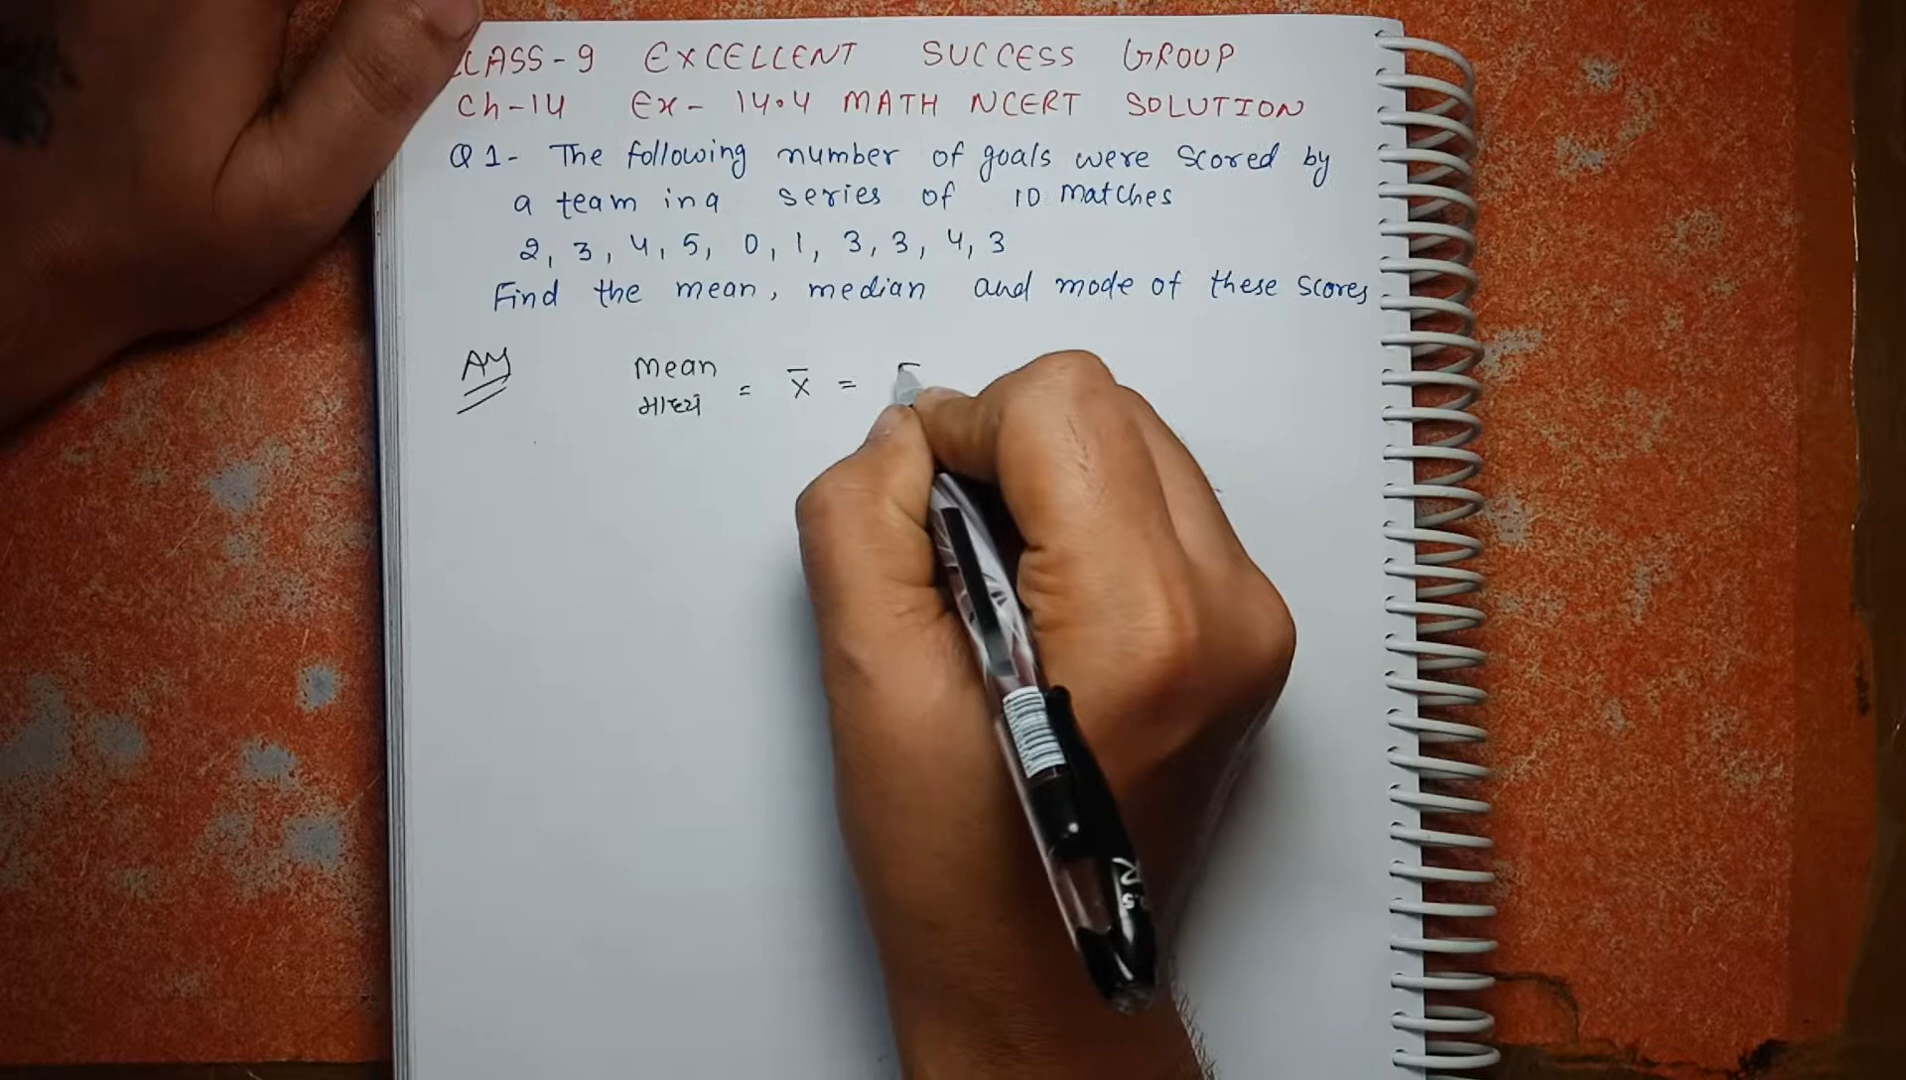 CLASS-9 EXCELLENT SUCCESS GROUP
Ch-14 Ex- 14.4 MATH NCERT SOLUTION
Q 1- The following number of goals were scored by
a team in a series of 10 matches
2, 3, 4, 5, 0, 1, 3, 3, 4, 3
Find the mean, median and mode of these scores
Mean = x̄ =